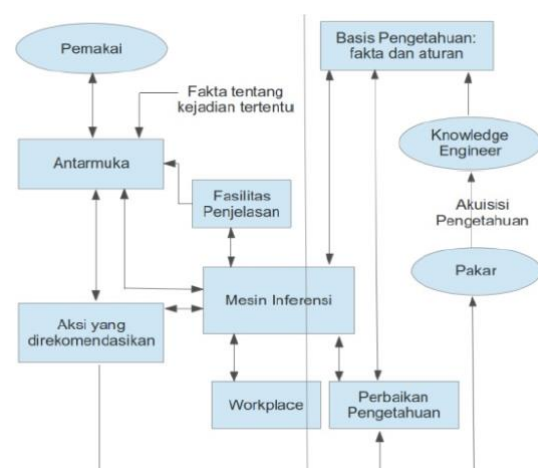 Pemakai
Basis Pengetahuan:
fakta dan aturan
Fakta tentang
kejadian tertentu
Knowledge
Engineer
Antarmuka
Fasilitas
Penjelasan
Akuisisi
Pengetahuan
Pakar
Mesin Inferensi
Aksi yang
direkomendasikan
Workplace
Perbaikan
Pengetahuan